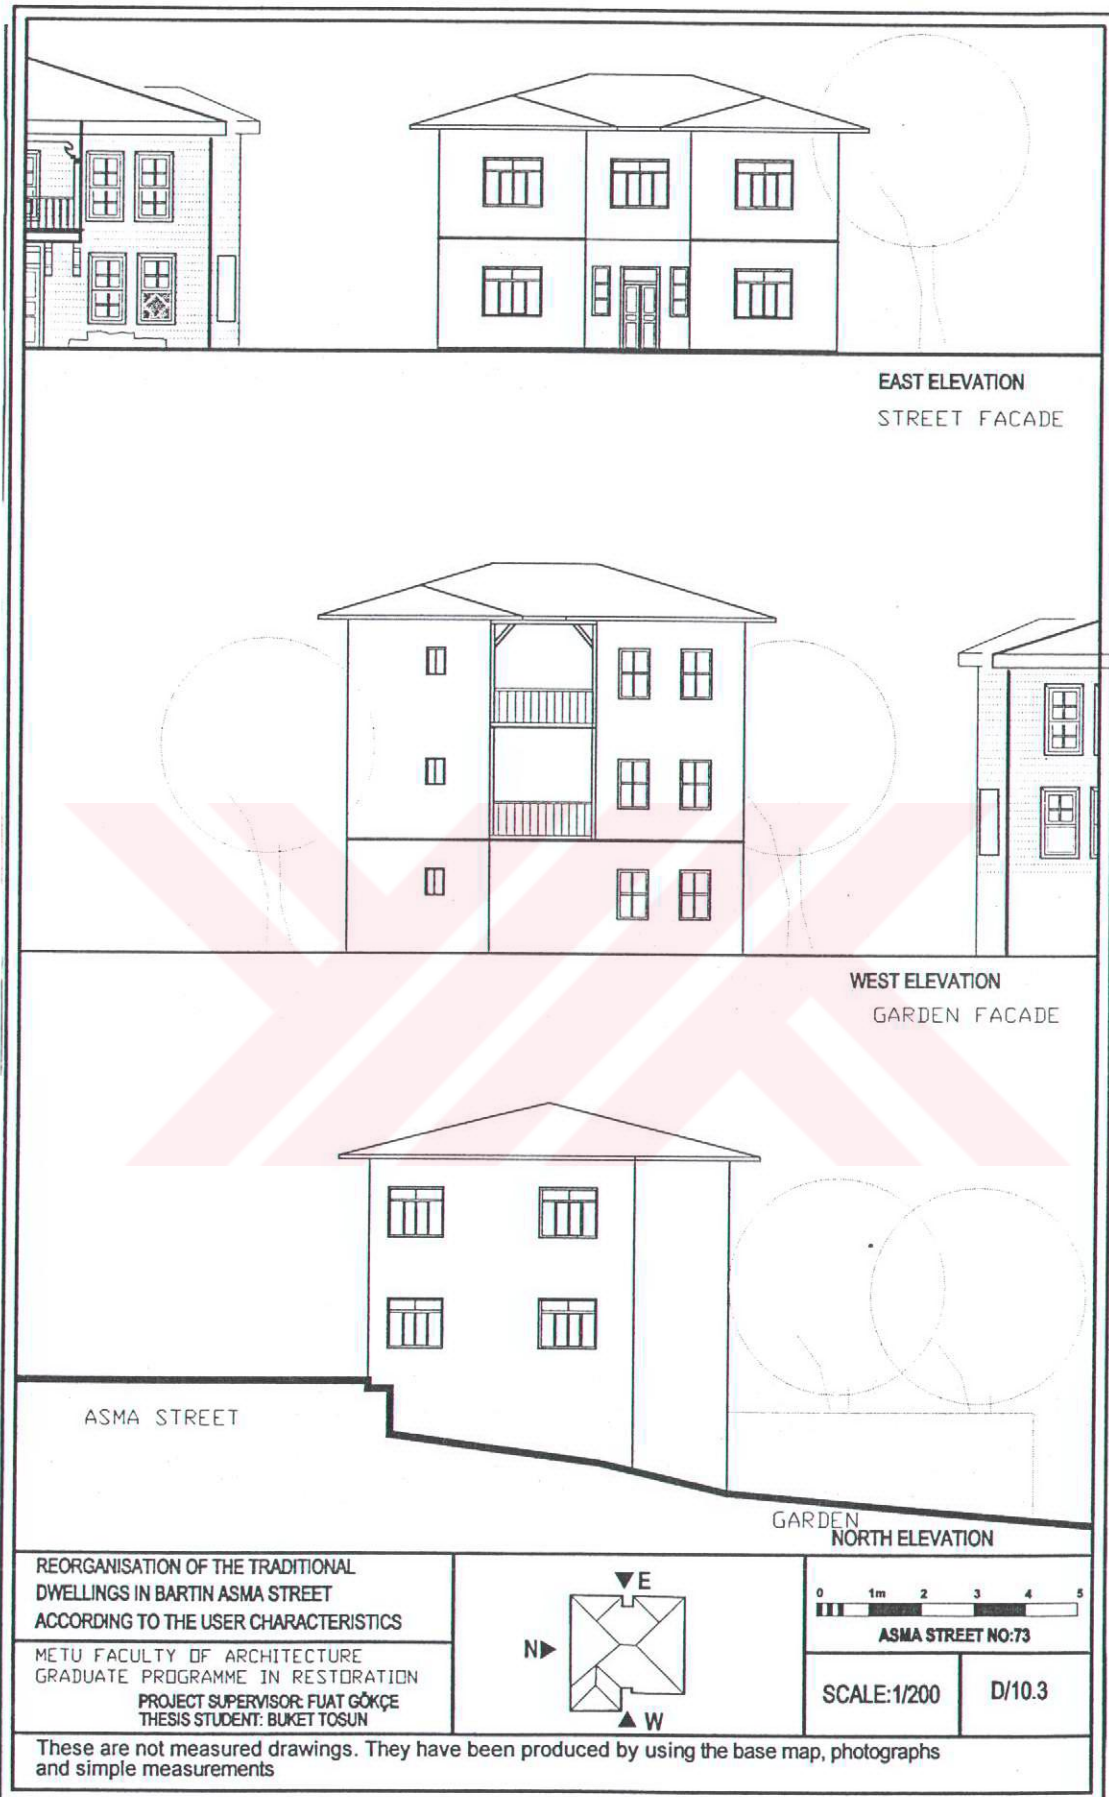 EAST ELEVATION
STREET FACADE
WEST ELEVATION
GARDEN FACADE
ASMA STREET
GARDEN
NORTH ELEVATION
REORGANISATION OF THE TRADITIONAL
DWELLINGS IN BARTIN ASMA STREET
ACCORDING TO THE USER CHARACTERISTICS
METU FACULTY OF ARCHITECTURE
GRADUATE PROGRAMME IN RESTORATION
PROJECT SUPERVISOR: FUAT GÖKÇE
THESIS STUDENT: BUKET TOSUN
E
N
W
0 1m 2 3 4 5
ASMA STREET NO:73
SCALE:1/200
D/10.3
These are not measured drawings. They have been produced by using the base map, photographs
and simple measurements